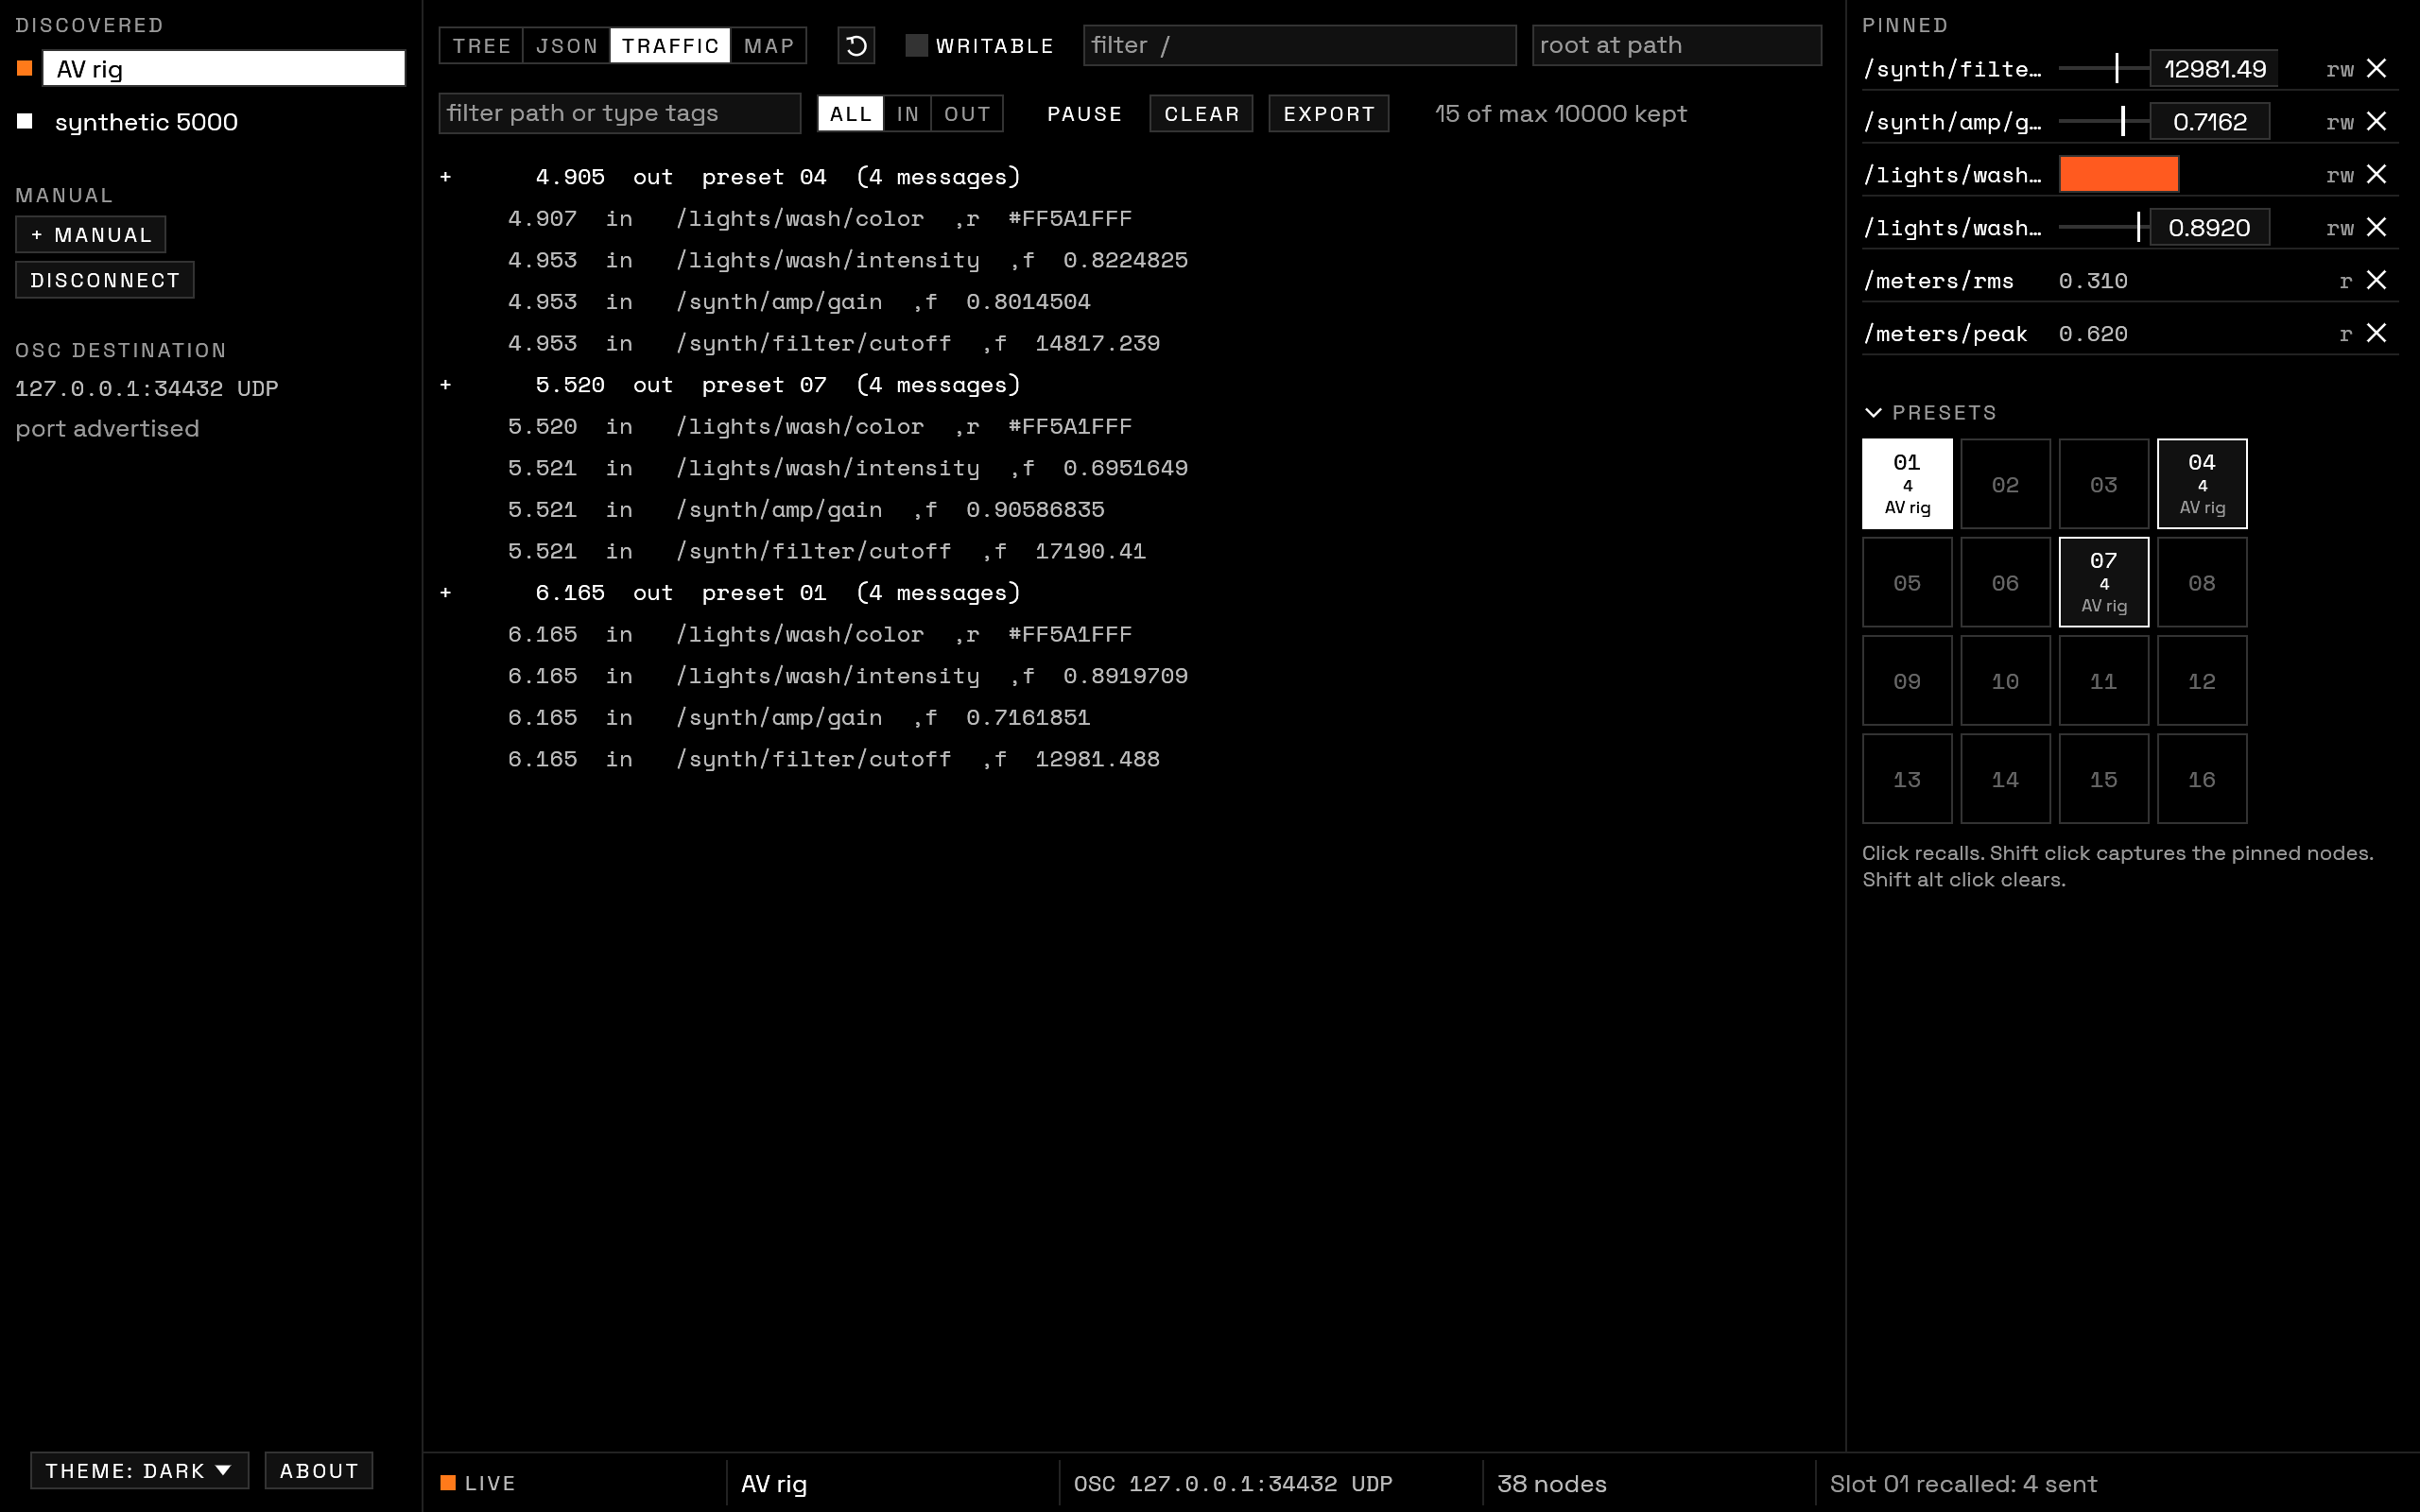 DISCOVERED
AV rig
synthetic 5000
MANUAL
+ MANUAL
DISCONNECT
OSC DESTINATION
127.0.0.1:34432 UDP
port advertised
THEME: DARK
ABOUT
TREE JSON TRAFFIC MAP WRITABLE filter / root at path
filter path or type tags ALL IN OUT PAUSE CLEAR EXPORT 15 of max 10000 kept
+ 4.905 out preset 04 (4 messages)
4.907 in /lights/wash/color ,r #FF5A1FFF
4.953 in /lights/wash/intensity ,f 0.8224825
4.953 in /synth/amp/gain ,f 0.8014504
4.953 in /synth/filter/cutoff ,f 14817.239
+ 5.520 out preset 07 (4 messages)
5.520 in /lights/wash/color ,r #FF5A1FFF
5.521 in /lights/wash/intensity ,f 0.6951649
5.521 in /synth/amp/gain ,f 0.90586835
5.521 in /synth/filter/cutoff ,f 17190.41
+ 6.165 out preset 01 (4 messages)
6.165 in /lights/wash/color ,r #FF5A1FFF
6.165 in /lights/wash/intensity ,f 0.8919709
6.165 in /synth/amp/gain ,f 0.7161851
6.165 in /synth/filter/cutoff ,f 12981.488
PINNED
/synth/filte… 12981.49 rw
/synth/amp/g… 0.7162 rw
/lights/wash… rw
/lights/wash… 0.8920 rw
/meters/rms 0.310 r
/meters/peak 0.620 r
PRESETS
01 4 AV rig
02
03
04 4 AV rig
05
06
07 4 AV rig
08
09
10
11
12
13
14
15
16
Click recalls. Shift click captures the pinned nodes.
Shift alt click clears.
LIVE AV rig OSC 127.0.0.1:34432 UDP 38 nodes Slot 01 recalled: 4 sent